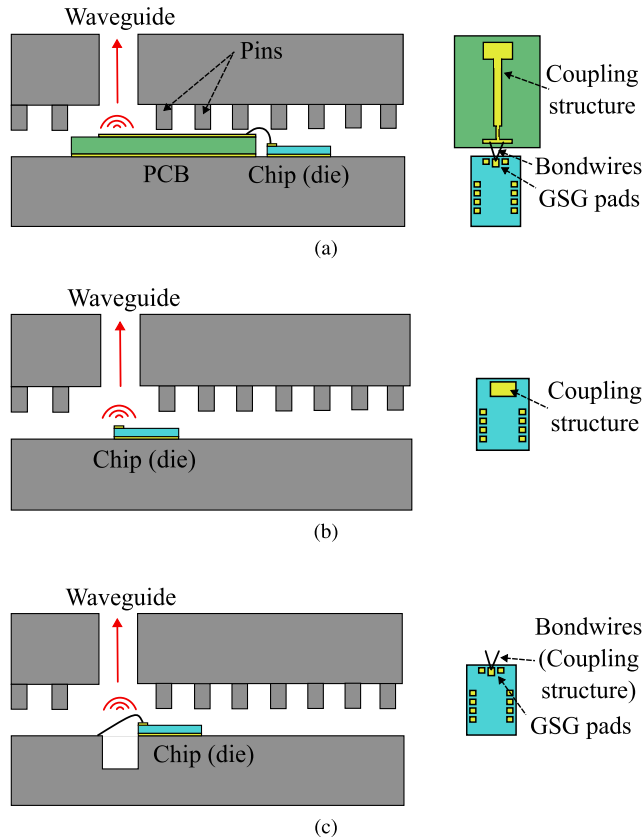 Waveguide
Pins
PCB
Chip (die)
Coupling
structure
Bondwires
GSG pads
(a)
Waveguide
Chip (die)
Coupling
structure
(b)
Waveguide
Chip (die)
Bondwires
(Coupling
structure)
GSG pads
(c)